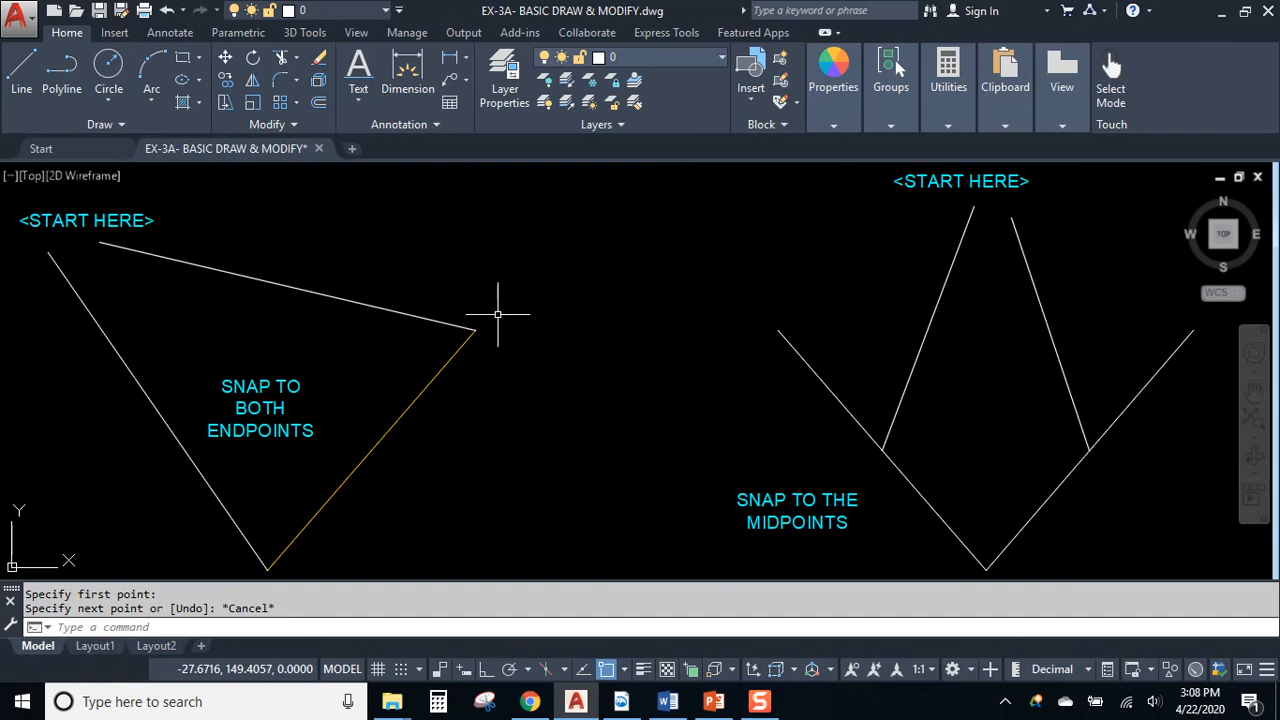 0
EX-3A- BASIC DRAW & MODIFY.dwg
Type a keyword or phrase
Sign In
Home Insert Annotate Parametric 3D Tools View Manage Output Add-ins Collaborate Express Tools Featured Apps
0
Line Polyline Circle Arc
Text Dimension
Layer Properties
Insert
Properties Groups Utilities Clipboard View
Select Mode
Draw Modify Annotation Layers Block Touch
Start EX-3A- BASIC DRAW & MODIFY*
[−][Top][2D Wireframe]
<START HERE>
<START HERE>
N
W TOP E
S
WCS
SNAP TO
BOTH
ENDPOINTS
SNAP TO THE
MIDPOINTS
Y
X
Specify first point:
Specify next point or [Undo]: *Cancel*
Type a command
Model Layout1 Layout2
-27.6716, 149.4057, 0.0000 MODEL 1:1 Decimal
Type here to search
3:08 PM
4/22/2020
1